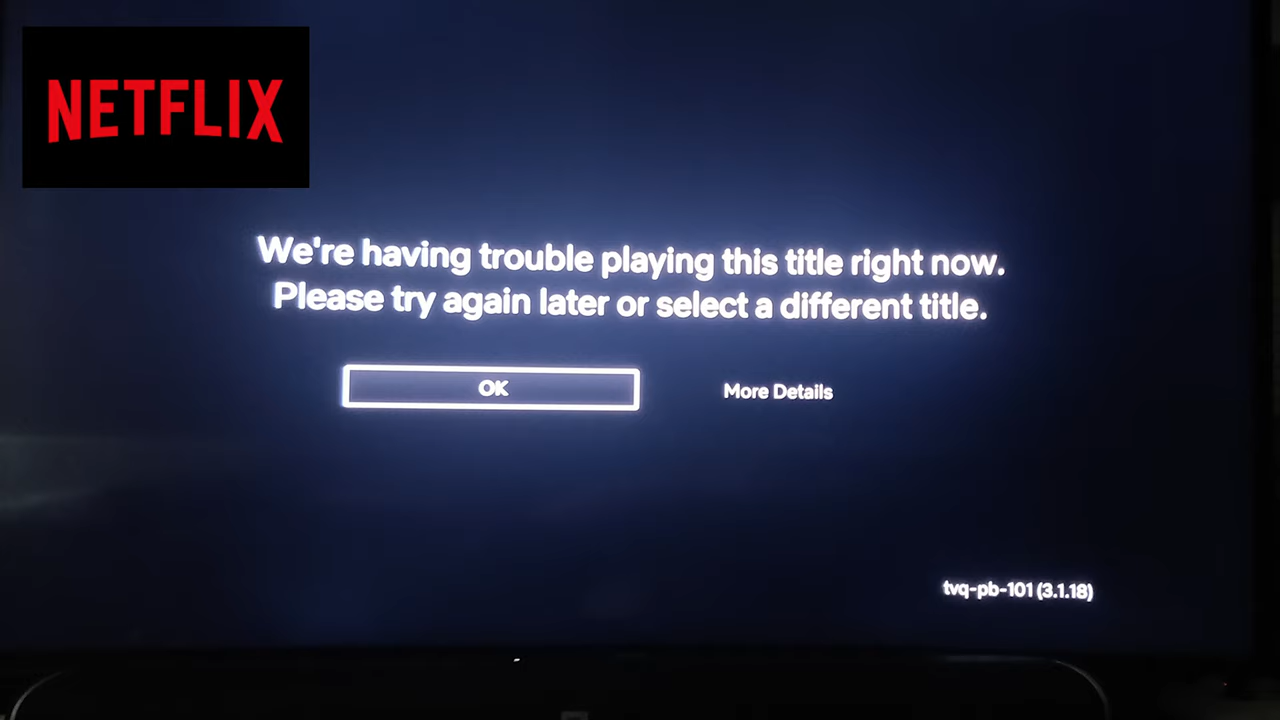 NETFLIX
We're having trouble playing this title right now.
Please try again later or select a different title.
OK
More Details
tvq-pb-101 (3.1.18)